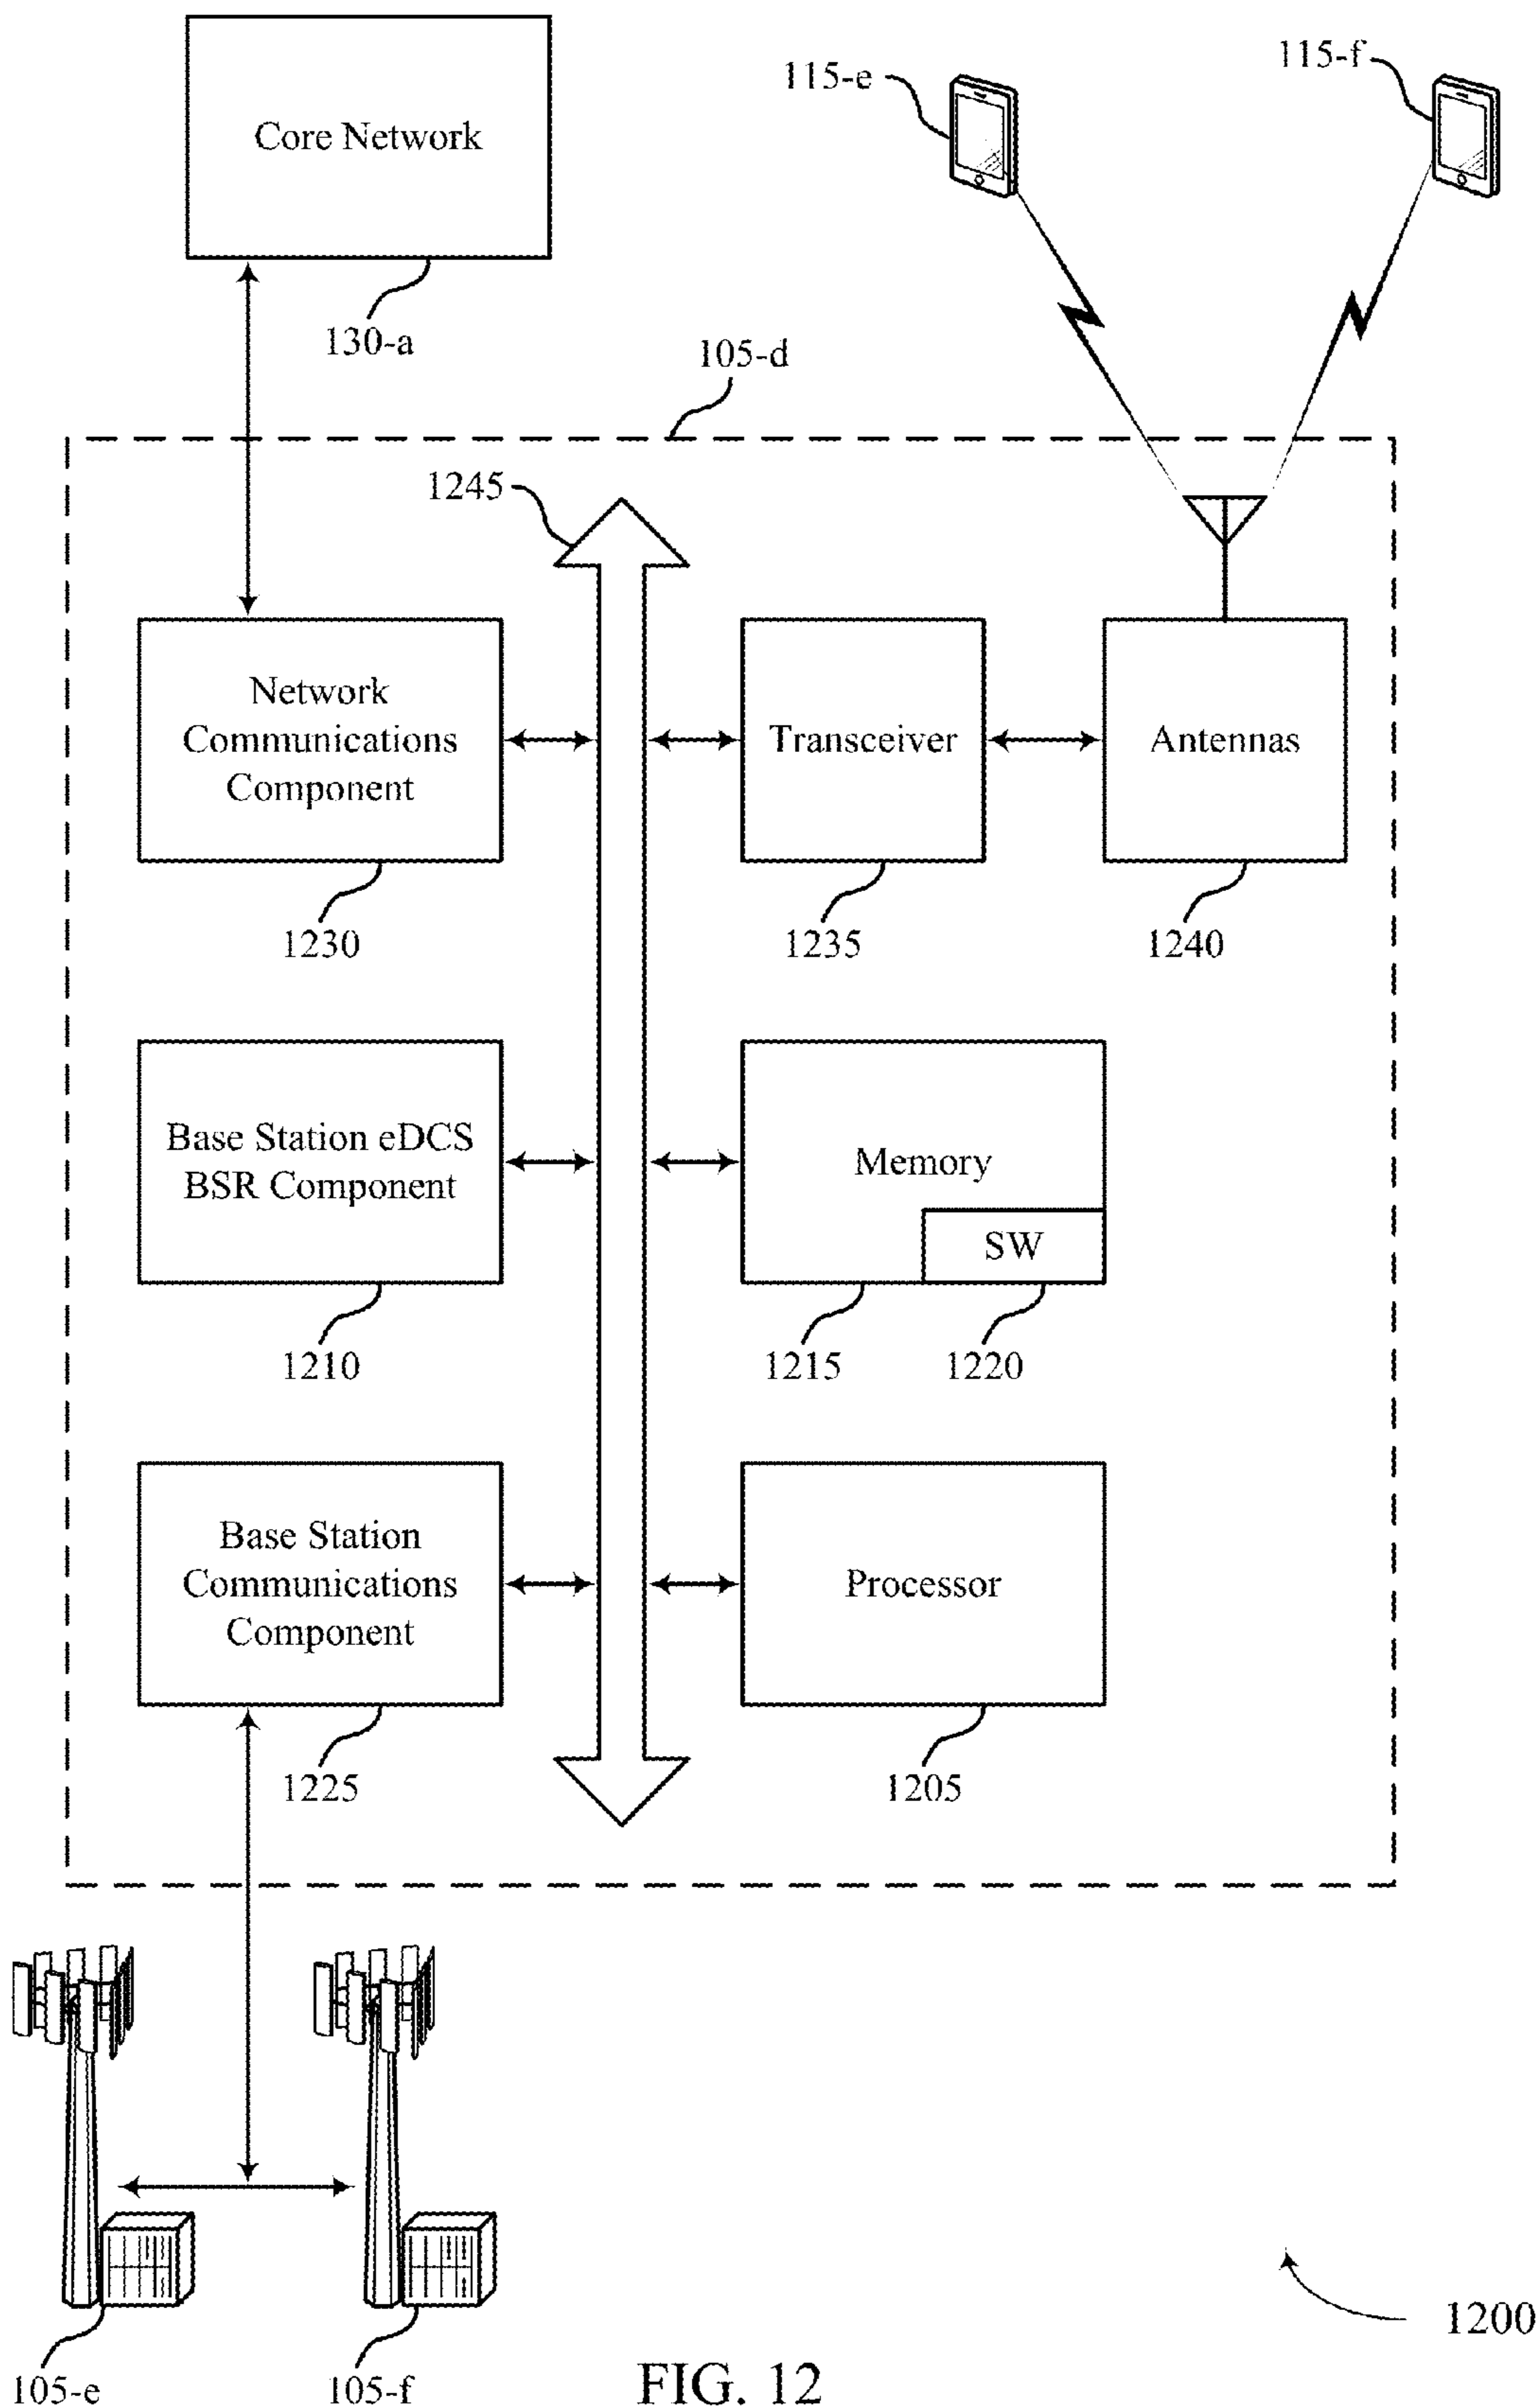 Core Network
130-a
115-e
115-f
105-d
1245
Network
Communications
Component
1230
Transceiver
1235
Antennas
1240
Base Station eDCS
BSR Component
1210
Memory
SW
1215
1220
Base Station
Communications
Component
1225
Processor
1205
105-e
105-f
1200
FIG. 12